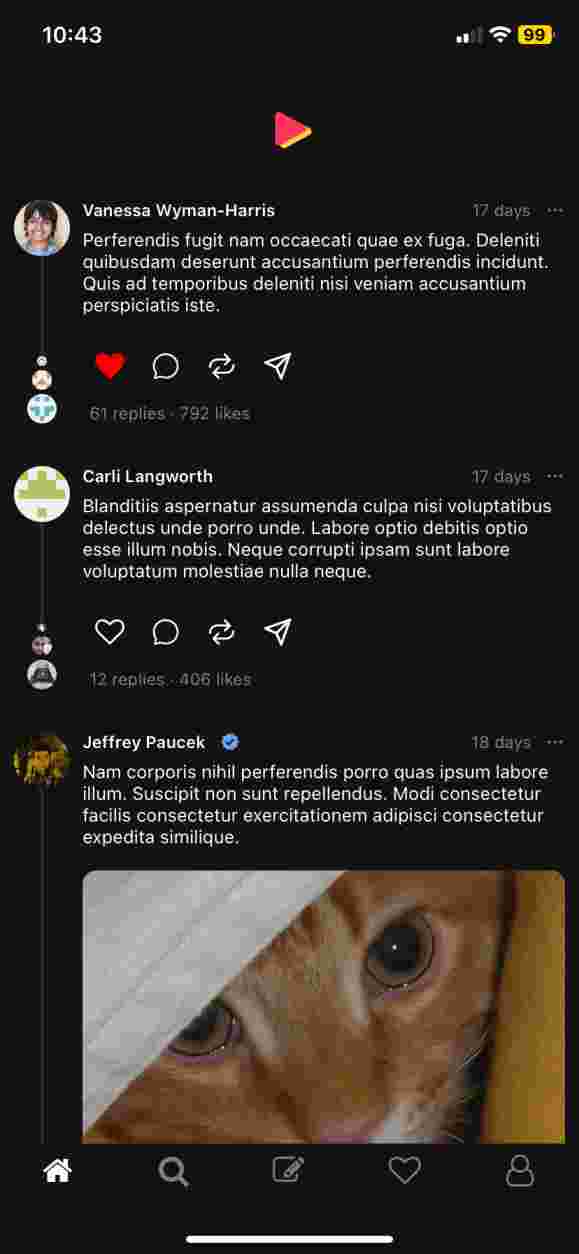 10:43
99
Vanessa Wyman-Harris 17 days
Perferendis fugit nam occaecati quae ex fuga. Deleniti
quibusdam deserunt accusantium perferendis incidunt.
Quis ad temporibus deleniti nisi veniam accusantium
perspiciatis iste.
61 replies · 792 likes
Carli Langworth 17 days
Blanditiis aspernatur assumenda culpa nisi voluptatibus
delectus unde porro unde. Labore optio debitis optio
esse illum nobis. Neque corrupti ipsam sunt labore
voluptatum molestiae nulla neque.
12 replies · 406 likes
Jeffrey Paucek 18 days
Nam corporis nihil perferendis porro quas ipsum labore
illum. Suscipit non sunt repellendus. Modi consectetur
facilis consectetur exercitationem adipisci consectetur
expedita similique.